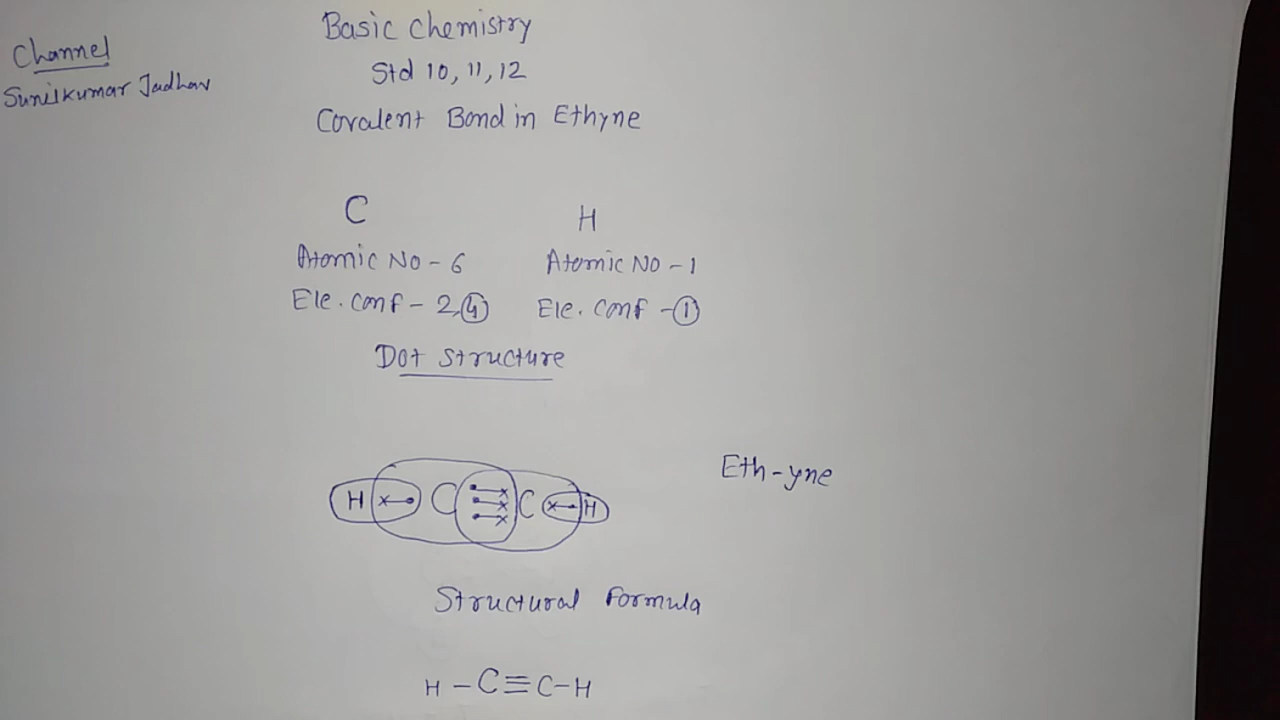 Channel
Sunilkumar Jadhav
Basic Chemistry
Std 10, 11, 12
Covalent Bond in Ethyne
C H
Atomic No - 6 Atomic No - 1
Ele. Conf - 2,4 Ele. Conf - 1
Dot Structure
H C C H
Eth-yne
Structural Formula
H - C ≡ C - H